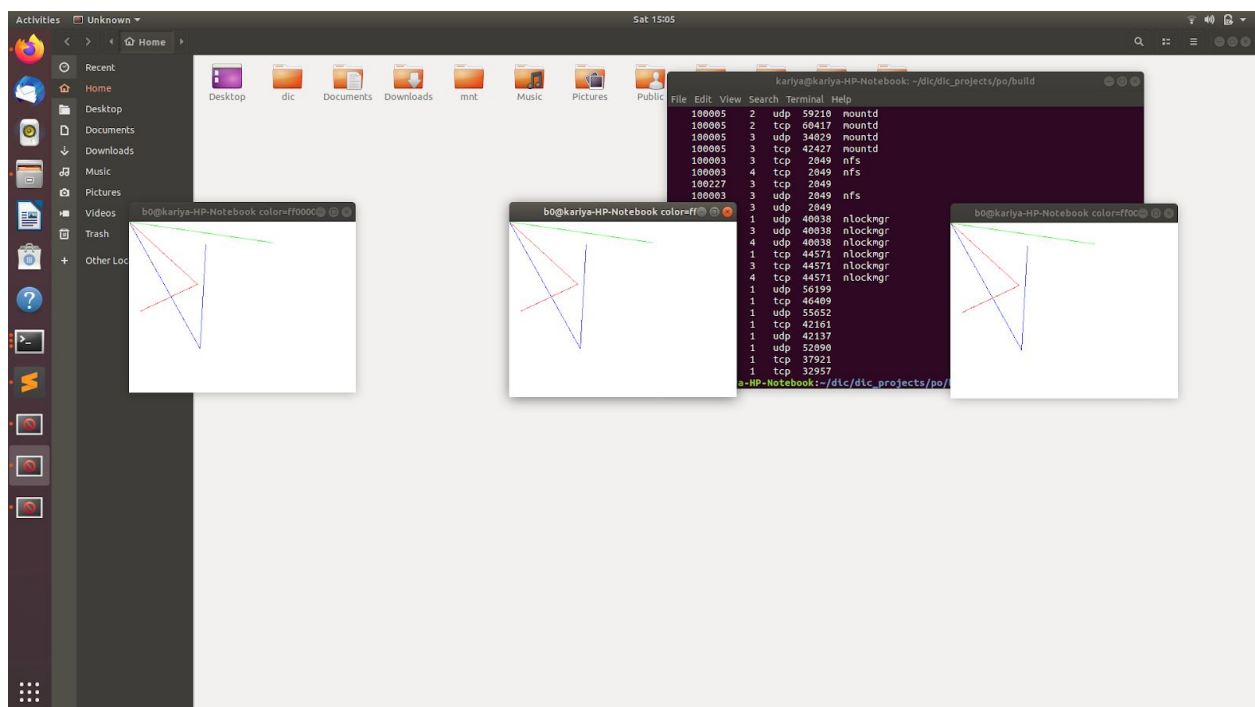 Activities Unknown Sat 15:05
Home
Recent
Home
Desktop
Documents
Downloads
Music
Pictures
Videos
Trash
+ Other Loc
Desktop dic Documents Downloads mnt Music Pictures Public
kariya@kariya-HP-Notebook: ~/dic/dic_projects/po/build
File Edit View Search Terminal Help
100005 2 udp 59210 mountd
100005 2 tcp 60417 mountd
100005 3 udp 34029 mountd
100005 3 tcp 42427 mountd
100003 3 tcp 2049 nfs
100003 4 tcp 2049 nfs
100227 3 tcp 2049
100003 3 udp 2049 nfs
3 udp 2049
1 udp 40038 nlockmgr
3 udp 40038 nlockmgr
4 udp 40038 nlockmgr
1 tcp 44571 nlockmgr
3 tcp 44571 nlockmgr
4 tcp 44571 nlockmgr
1 udp 56199
1 tcp 46409
1 udp 55652
1 tcp 42161
1 udp 42137
1 udp 52090
1 tcp 37921
1 tcp 32957
a-HP-Notebook:~/dic/dic_projects/po/
b0@kariya-HP-Notebook color=ff000
b0@kariya-HP-Notebook color=ff
b0@kariya-HP-Notebook color=ff0